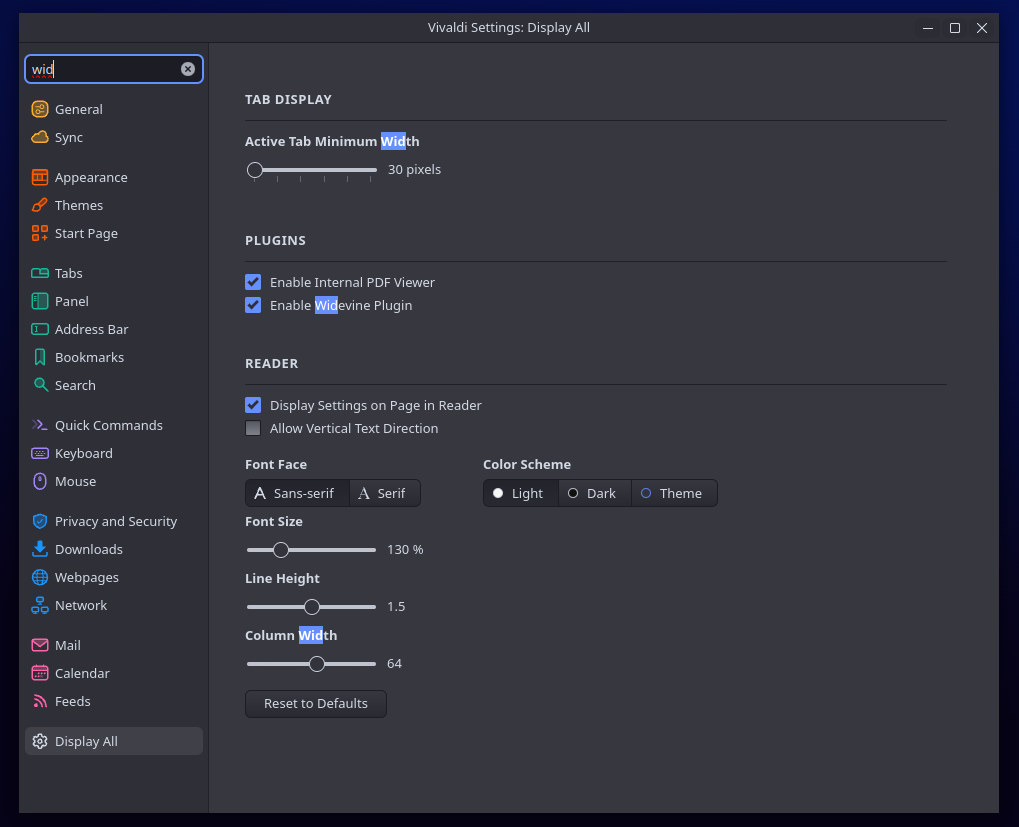 Vivaldi Settings: Display All
wid
General
Sync
Appearance
Themes
Start Page
Tabs
Panel
Address Bar
Bookmarks
Search
Quick Commands
Keyboard
Mouse
Privacy and Security
Downloads
Webpages
Network
Mail
Calendar
Feeds
Display All
TAB DISPLAY
Active Tab Minimum Width
30 pixels
PLUGINS
Enable Internal PDF Viewer
Enable Widevine Plugin
READER
Display Settings on Page in Reader
Allow Vertical Text Direction
Font Face
A Sans-serif A Serif
Color Scheme
Light Dark Theme
Font Size
130 %
Line Height
1.5
Column Width
64
Reset to Defaults